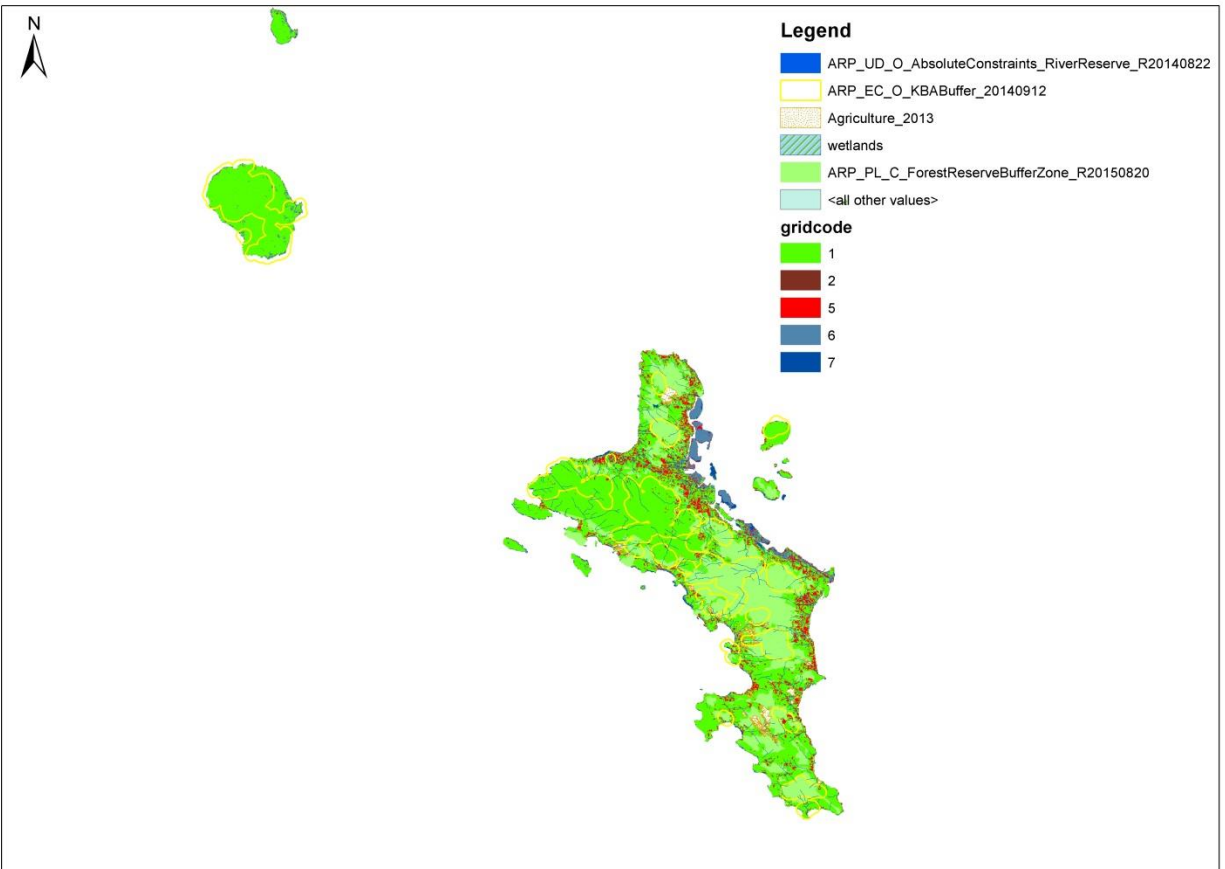 N
Legend
ARP_UD_O_AbsoluteConstraints_RiverReserve_R20140822
ARP_EC_O_KBABuffer_20140912
Agriculture_2013
wetlands
ARP_PL_C_ForestReserveBufferZone_R20150820
<all other values>
gridcode
1
2
5
6
7